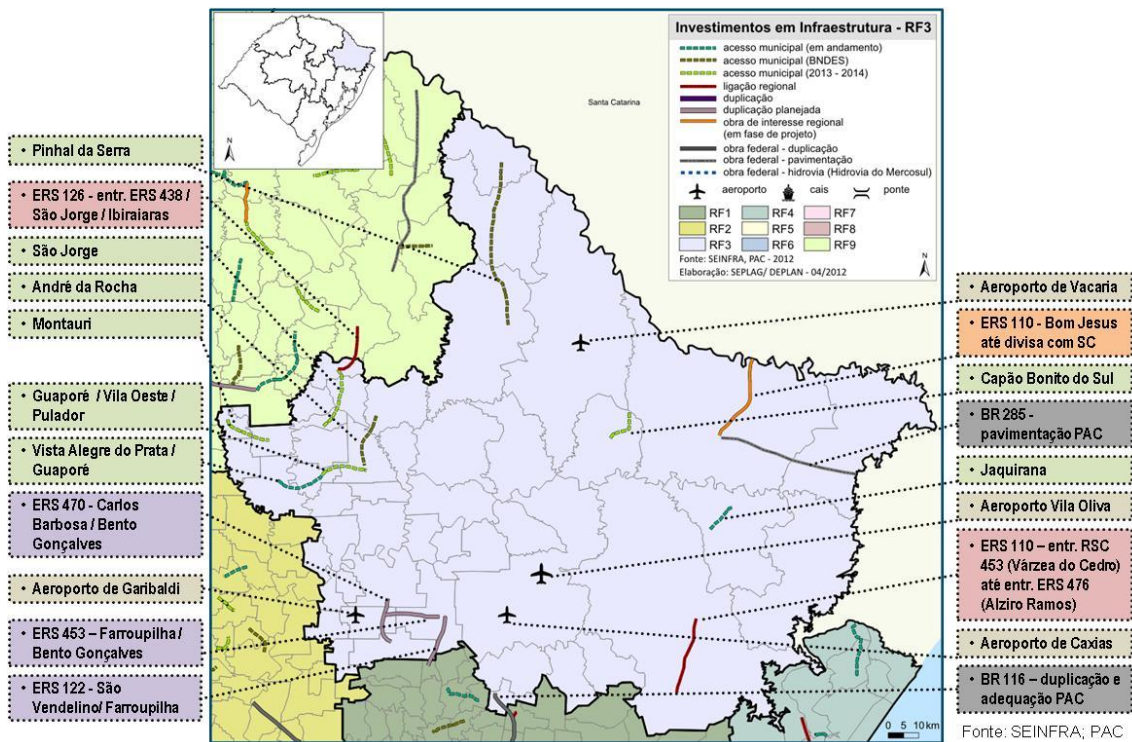 Investimentos em Infraestrutura - RF3
acesso municipal (em andamento)
acesso municipal (BNDES)
acesso municipal (2013 - 2014)
ligação regional
duplicação
duplicação planejada
obra de interesse regional
(em fase de projeto)
obra federal - duplicação
obra federal - pavimentação
obra federal - hidrovia (Hidrovia do Mercosul)
aeroporto cais ponte
RF1 RF4 RF7
RF2 RF5 RF8
RF3 RF6 RF9
Fonte: SEINFRA, PAC - 2012
Elaboração: SEPLAG/ DEPLAN - 04/2012
N
N
Santa Catarina
• Pinhal da Serra
• ERS 126 - entr. ERS 438 /
São Jorge / Ibiraiaras
• São Jorge
• André da Rocha
• Montauri
• Guaporé / Vila Oeste /
Pulador
• Vista Alegre do Prata /
Guaporé
• ERS 470 - Carlos
Barbosa / Bento
Gonçalves
• Aeroporto de Garibaldi
• ERS 453 – Farroupilha /
Bento Gonçalves
• ERS 122 - São
Vendelino/ Farroupilha
• Aeroporto de Vacaria
• ERS 110 - Bom Jesus
até divisa com SC
• Capão Bonito do Sul
• BR 285 -
pavimentação PAC
• Jaquirana
• Aeroporto Vila Oliva
• ERS 110 – entr. RSC
453 (Várzea do Cedro)
até entr. ERS 476
(Alziro Ramos)
• Aeroporto de Caxias
• BR 116 – duplicação e
adequação PAC
0 5 10 km
Fonte: SEINFRA; PAC